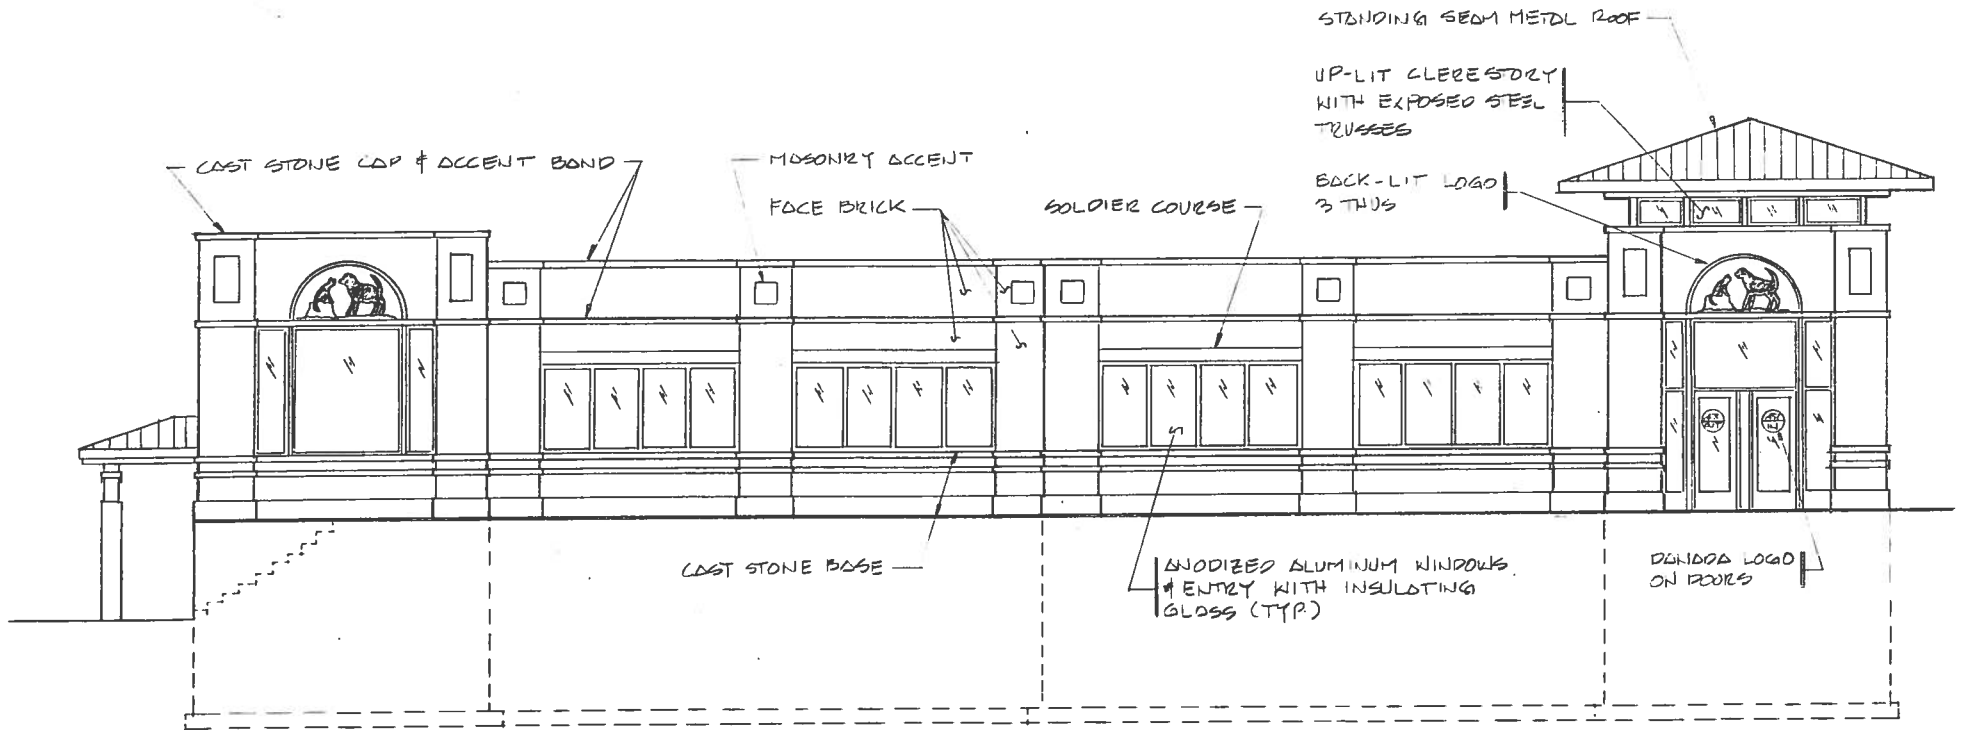 STANDING SEAM METAL ROOF
UP-LIT CLERESTORY
WITH EXPOSED STEEL
TRUSSES
CAST STONE CAP & ACCENT BAND
MASONRY ACCENT
BACK-LIT LOGO
3 THUS
FACE BRICK
SOLDIER COURSE
CAST STONE BASE
ANODIZED ALUMINUM WINDOWS
& ENTRY WITH INSULATING
GLASS (TYP.)
DANADA LOGO
ON DOORS